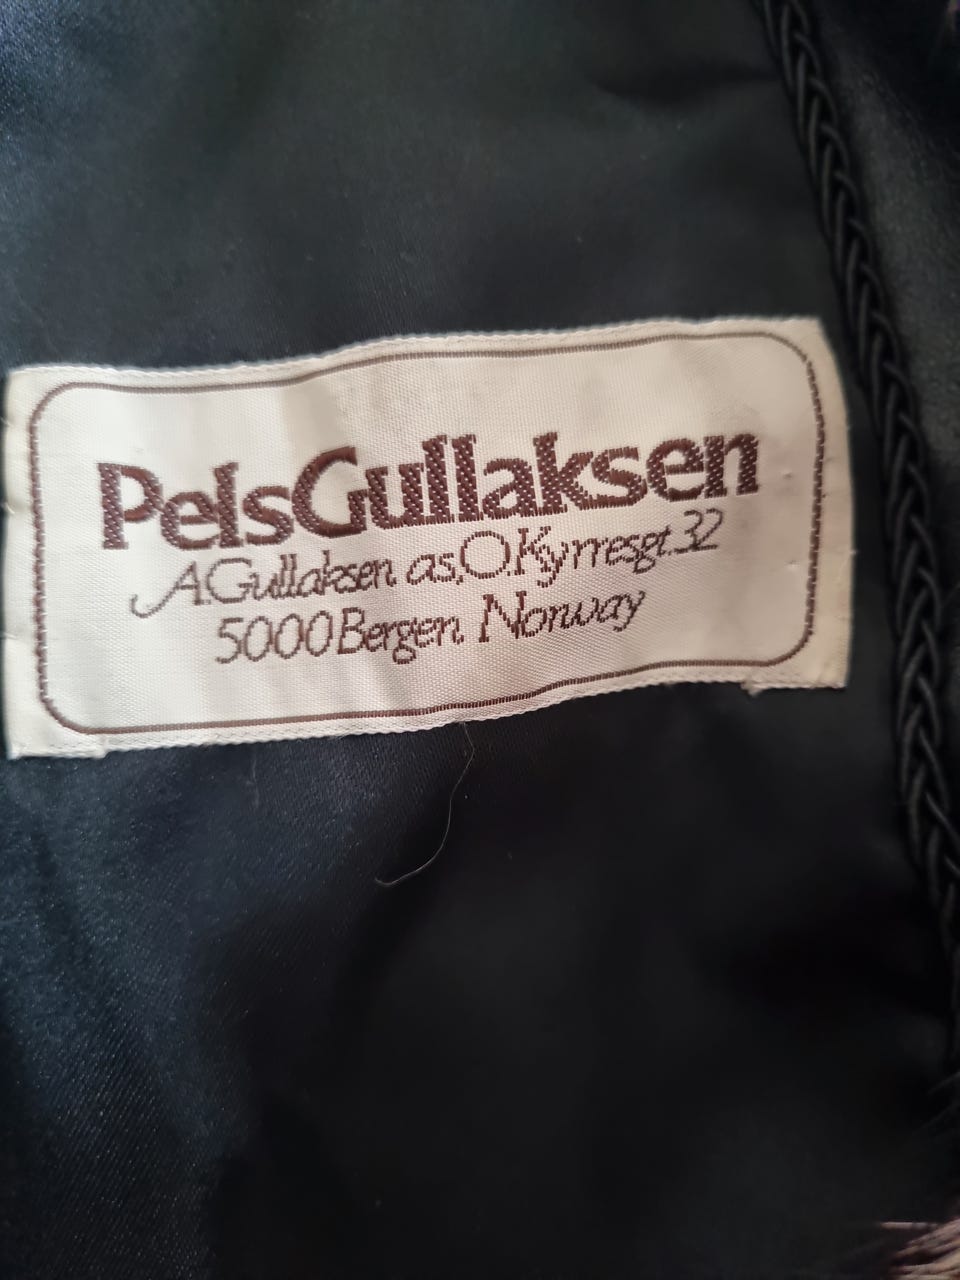 PelsGullaksen
A.Gullaksen as,O.Kyrresgt.32
5000 Bergen. Norway